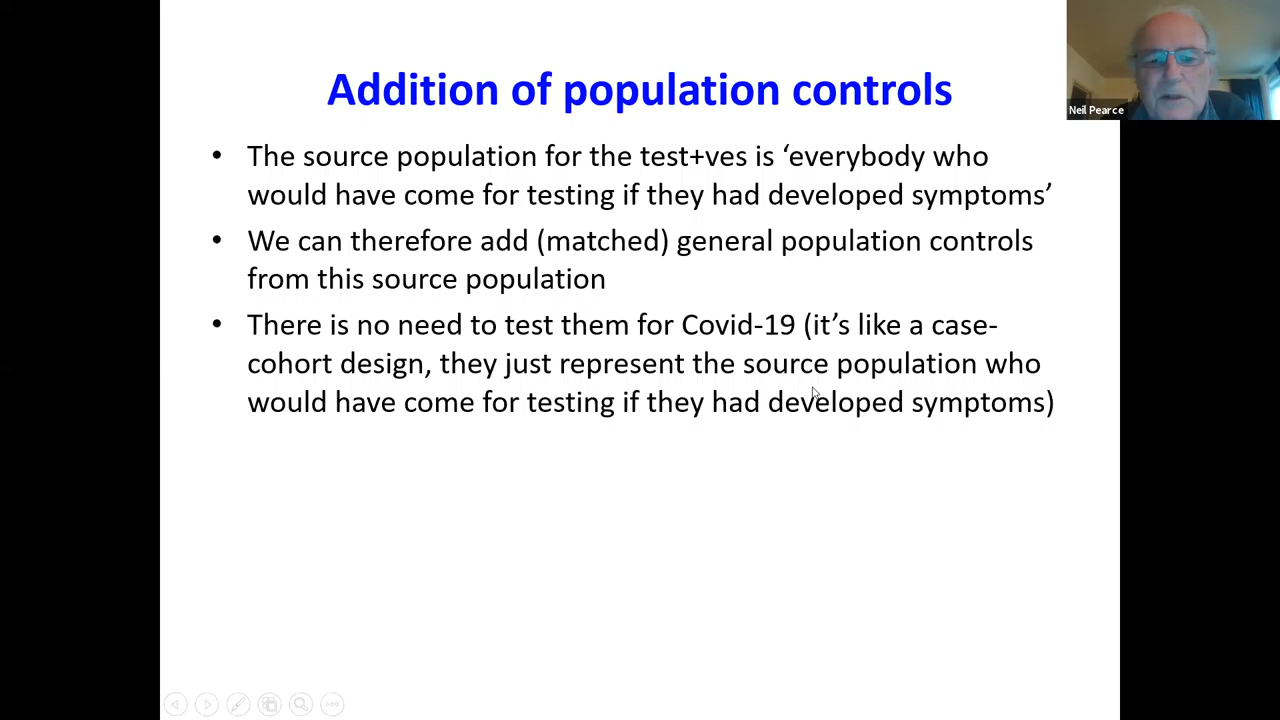 Addition of population controls
Neil Pearce
• The source population for the test+ves is ‘everybody who
would have come for testing if they had developed symptoms’
• We can therefore add (matched) general population controls
from this source population
• There is no need to test them for Covid-19 (it’s like a case-
cohort design, they just represent the source population who
would have come for testing if they had developed symptoms)